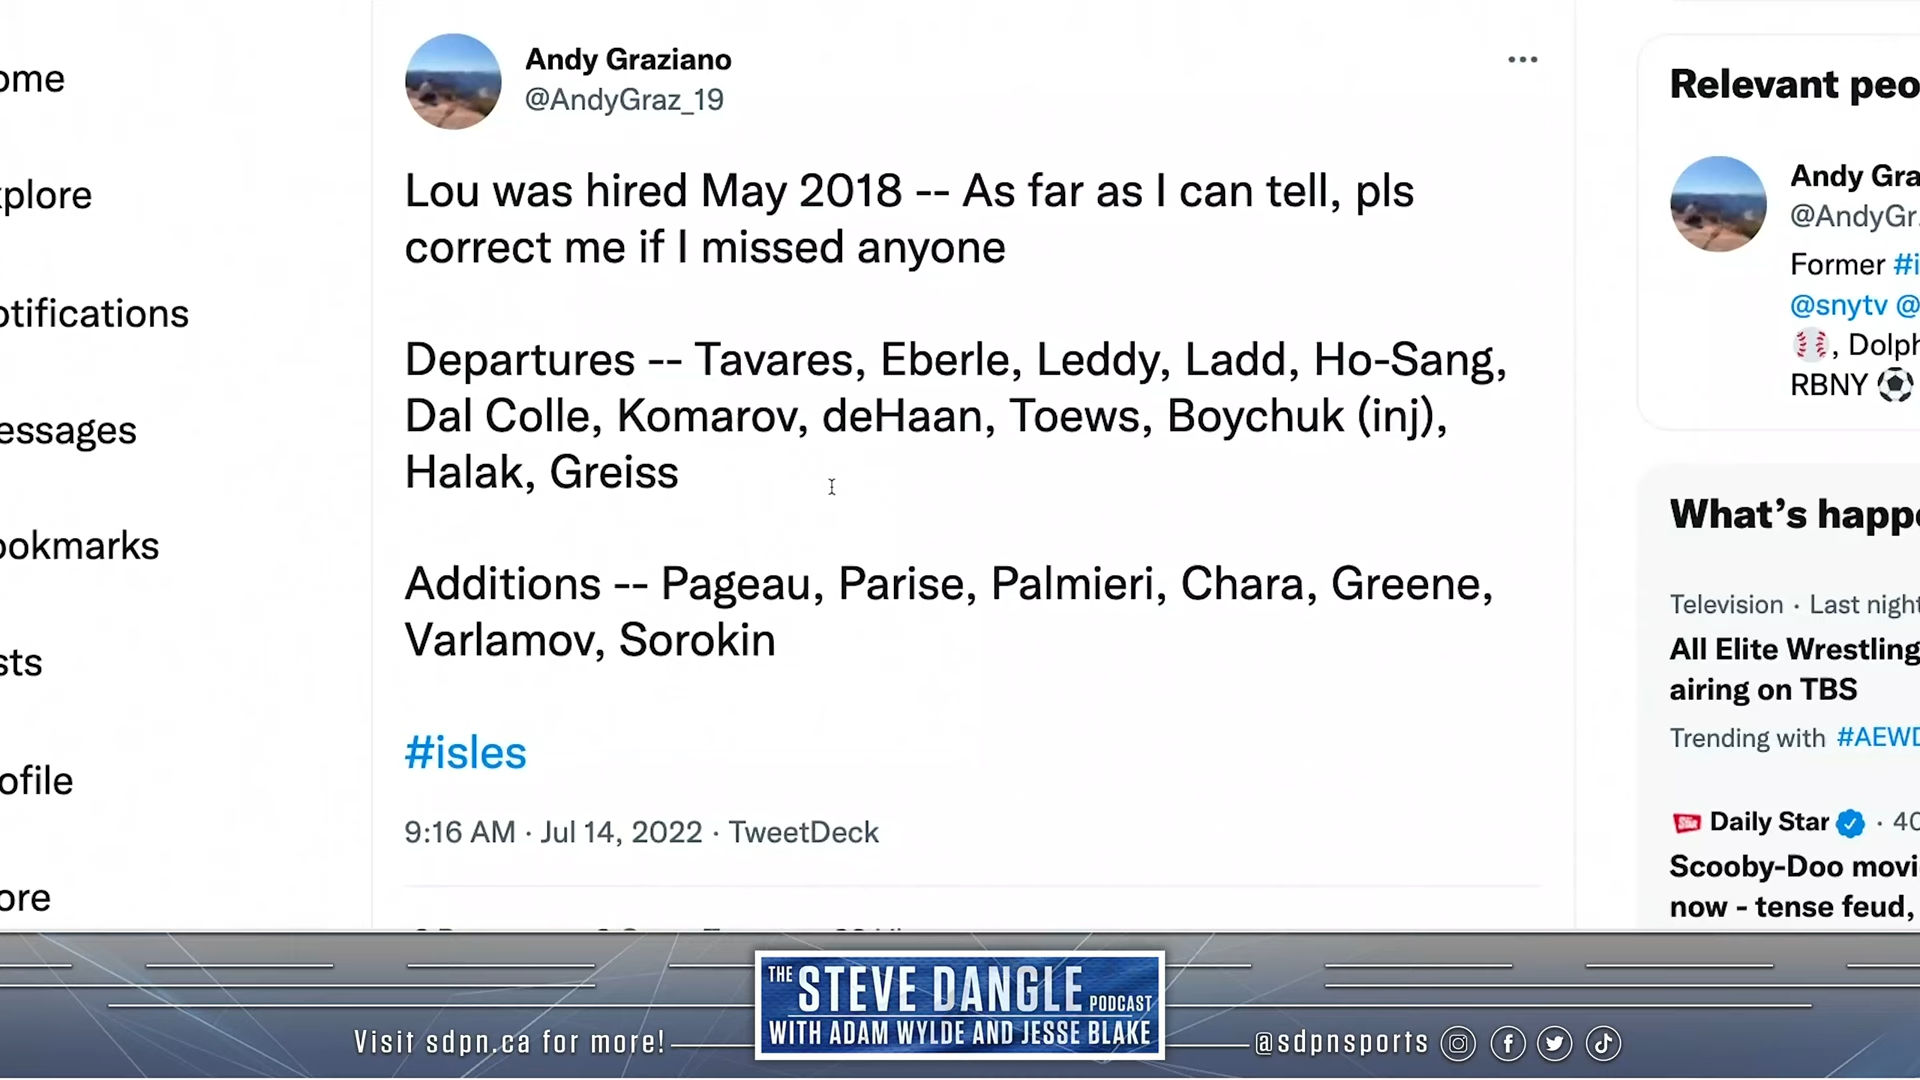 ome
xplore
otifications
essages
ookmarks
sts
ofile
ore
Andy Graziano
@AndyGraz_19
Lou was hired May 2018 -- As far as I can tell, pls
correct me if I missed anyone
Departures -- Tavares, Eberle, Leddy, Ladd, Ho-Sang,
Dal Colle, Komarov, deHaan, Toews, Boychuk (inj),
Halak, Greiss
Additions -- Pageau, Parise, Palmieri, Chara, Greene,
Varlamov, Sorokin
#isles
9:16 AM · Jul 14, 2022 · TweetDeck
Relevant peo
Andy Gra
@AndyGr
Former #i
@snytv @
, Dolph
RBNY
What's happe
Television · Last night
All Elite Wrestling
airing on TBS
Trending with #AEWD
Daily Star · 40
Scooby-Doo movi
now - tense feud,
THE STEVE DANGLE PODCAST
WITH ADAM WYLDE AND JESSE BLAKE
Visit sdpn.ca for more!
@sdpnsports